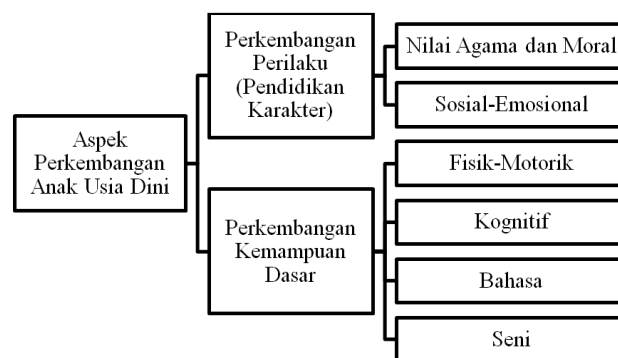 Aspek
Perkembangan
Anak Usia Dini
Perkembangan
Perilaku
(Pendidikan
Karakter)
Nilai Agama dan Moral
Sosial-Emosional
Perkembangan
Kemampuan
Dasar
Fisik-Motorik
Kognitif
Bahasa
Seni